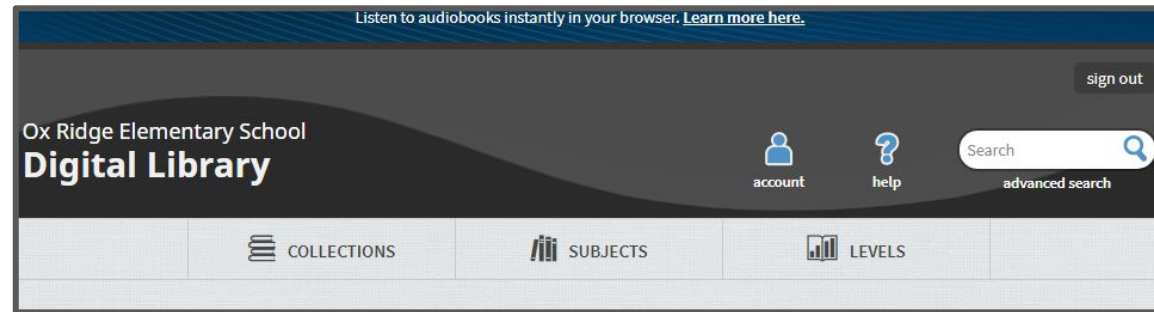 Listen to audiobooks instantly in your browser. Learn more here.
sign out
Ox Ridge Elementary School
Digital Library
account
help
Search
advanced search
COLLECTIONS
SUBJECTS
LEVELS